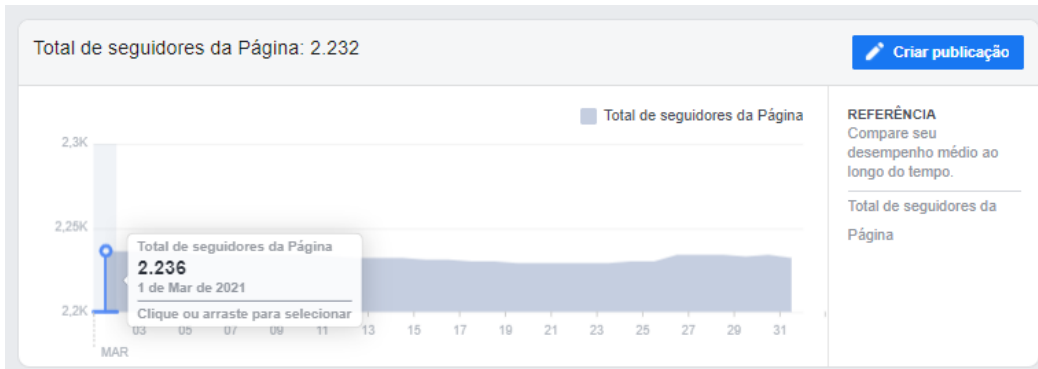 Total de seguidores da Página: 2.232
Criar publicação
Total de seguidores da Página
2,3K
2,25K
2,2K
Total de seguidores da Página
2.236
1 de Mar de 2021
Clique ou arraste para selecionar
03 05 07 09 11 13 15 17 19 21 23 25 27 29 31
MAR
REFERÊNCIA
Compare seu
desempenho médio ao
longo do tempo.
Total de seguidores da
Página